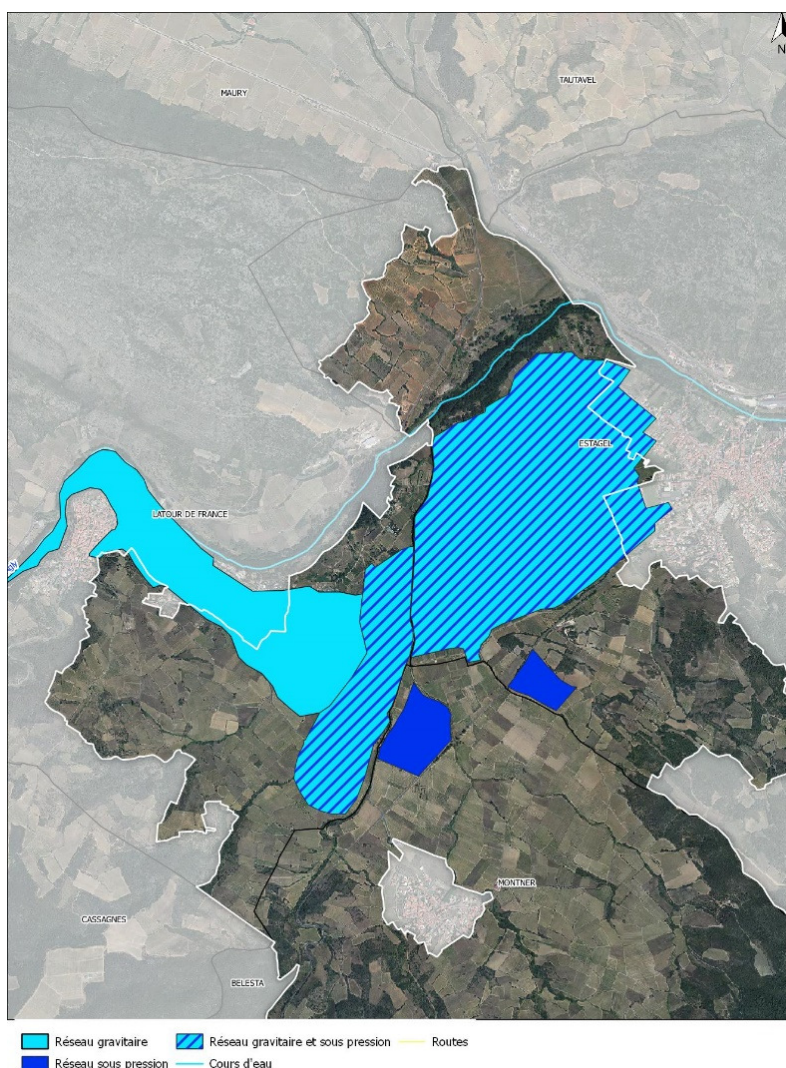 N
MAURY
TAUTAVEL
ESTAGEL
LATOUR DE FRANCE
MONTNER
CASSAGNES
BELESTA
Réseau gravitaire
Réseau gravitaire et sous pression
Routes
Réseau sous pression
Cours d'eau